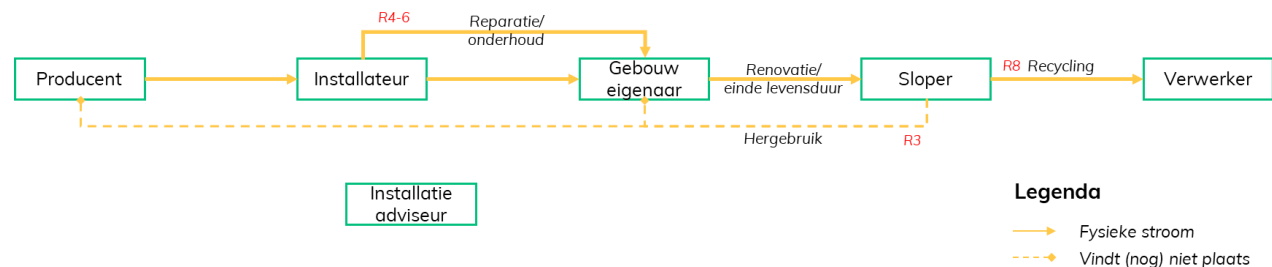 R4-6
Reparatie/
onderhoud
Producent
Installateur
Gebouw
eigenaar
Renovatie/
einde levensduur
Sloper
R8 Recycling
Verwerker
Hergebruik
R3
Installatie
adviseur
Legenda
Fysieke stroom
Vindt (nog) niet plaats